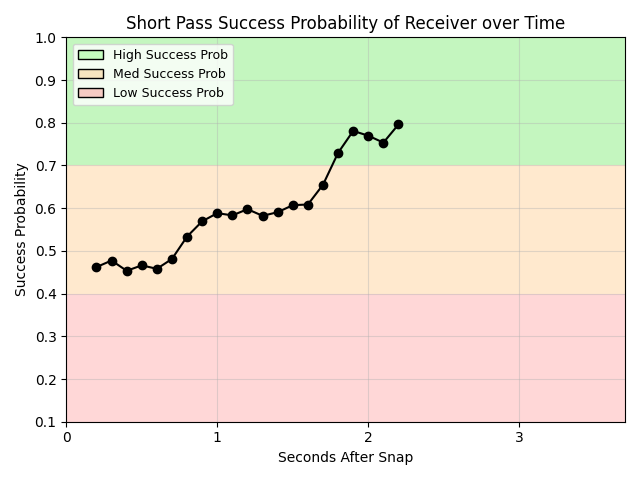 Short Pass Success Probability of Receiver over Time
1.0
High Success Prob
Med Success Prob
Low Success Prob
0.9
0.8
0.7
0.6
0.5
0.4
0.3
0.2
0.1
Success Probability
0 1 2 3
Seconds After Snap